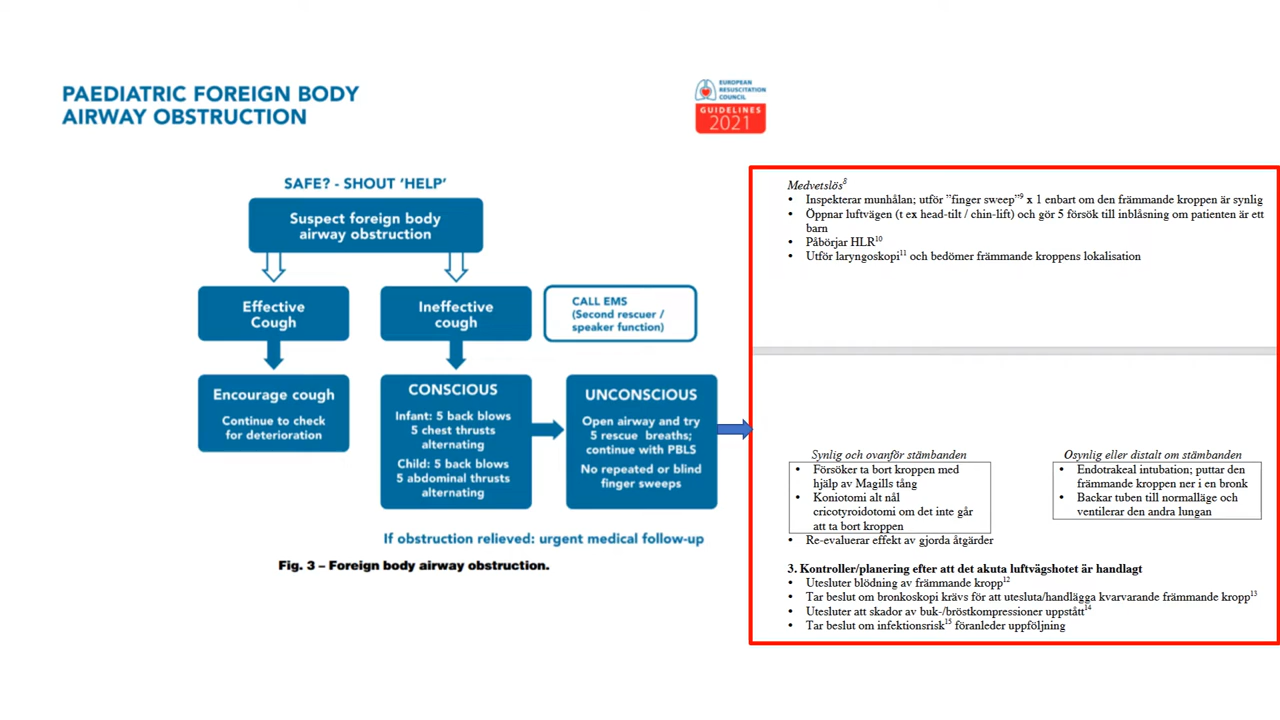 PAEDIATRIC FOREIGN BODY
AIRWAY OBSTRUCTION
EUROPEAN
RESUSCITATION
COUNCIL
GUIDELINES
2021
SAFE? - SHOUT ‘HELP’
Suspect foreign body
airway obstruction
Effective
Cough
Ineffective
cough
CALL EMS
(Second rescuer /
speaker function)
Encourage cough
Continue to check
for deterioration
CONSCIOUS
Infant: 5 back blows
5 chest thrusts
alternating
Child: 5 back blows
5 abdominal thrusts
alternating
UNCONSCIOUS
Open airway and try
5 rescue breaths;
continue with PBLS
No repeated or blind
finger sweeps
If obstruction relieved: urgent medical follow-up
Fig. 3 – Foreign body airway obstruction.
Medvetslös8
• Inspekterar munhålan; utför ”finger sweep”9 x 1 enbart om den främmande kroppen är synlig
• Öppnar luftvägen (t ex head-tilt / chin-lift) och gör 5 försök till inblåsning om patienten är ett
barn
• Påbörjar HLR10
• Utför laryngoskopi11 och bedömer främmande kroppens lokalisation
Synlig och ovanför stämbanden
• Försöker ta bort kroppen med
hjälp av Magills tång
• Koniotomi alt nål
cricotyroidotomi om det inte går
att ta bort kroppen
Osynlig eller distalt om stämbanden
• Endotrakeal intubation; puttar den
främmande kroppen ner i en bronk
• Backar tuben till normalläge och
ventilerar den andra lungan
• Re-evaluerar effekt av gjorda åtgärder
3. Kontroller/planering efter att det akuta luftvägshotet är handlagt
• Utesluter blödning av främmande kropp12
• Tar beslut om bronkoskopi krävs för att utesluta/handlägga kvarvarande främmande kropp13
• Utesluter att skador av buk-/bröstkompressioner uppstått14
• Tar beslut om infektionsrisk15 föranleder uppföljning